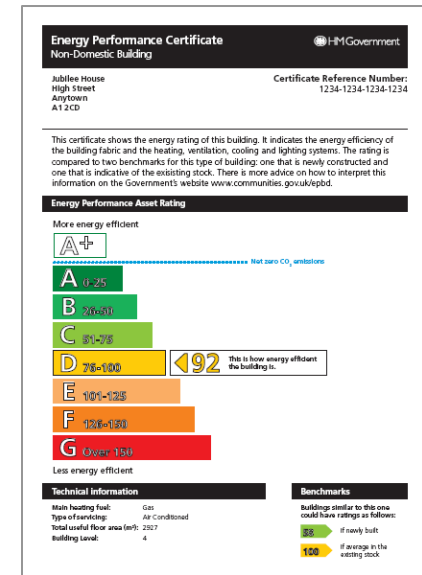 Energy Performance Certificate
Non-Domestic Building
HM Government
Jubilee House
High Street
Anytown
A1 2CD
Certificate Reference Number:
1234-1234-1234-1234
This certificate shows the energy rating of this building. It indicates the energy efficiency of
the building fabric and the heating, ventilation, cooling and lighting systems. The rating is
compared to two benchmarks for this type of building: one that is newly constructed and
one that is indicative of the exisisting stock. There is more advice on how to interpret this
information on the Government's website www.communities.gov.uk/epbd.
Energy Performance Asset Rating
More energy efficient
A+
Net zero CO₂ emissions
A 0-25
B 26-50
C 51-75
D 76-100
92 This is how energy efficient
the building is.
E 101-125
F 126-150
G Over 150
Less energy efficient
Technical information
Main heating fuel: Gas
Type of servicing: Air Conditioned
Total useful floor area (m²): 2927
Building Level: 4
Benchmarks
Buildings similar to this one
could have ratings as follows:
58 If newly built
100 If average in the
existing stock